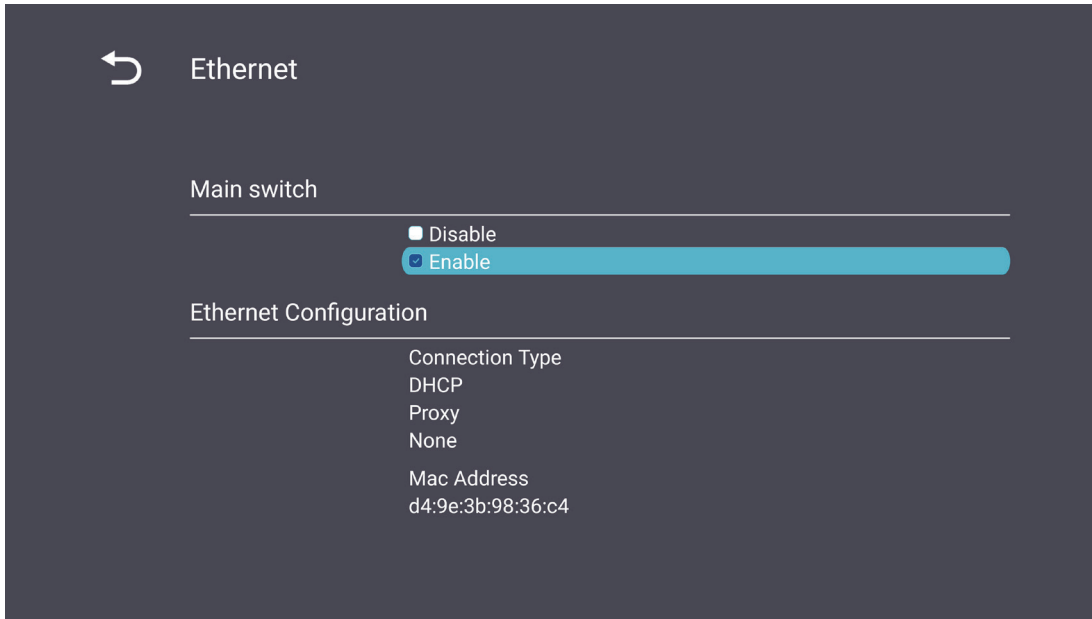 Ethernet
Main switch
Disable
Enable
Ethernet Configuration
Connection Type
DHCP
Proxy
None
Mac Address
d4:9e:3b:98:36:c4